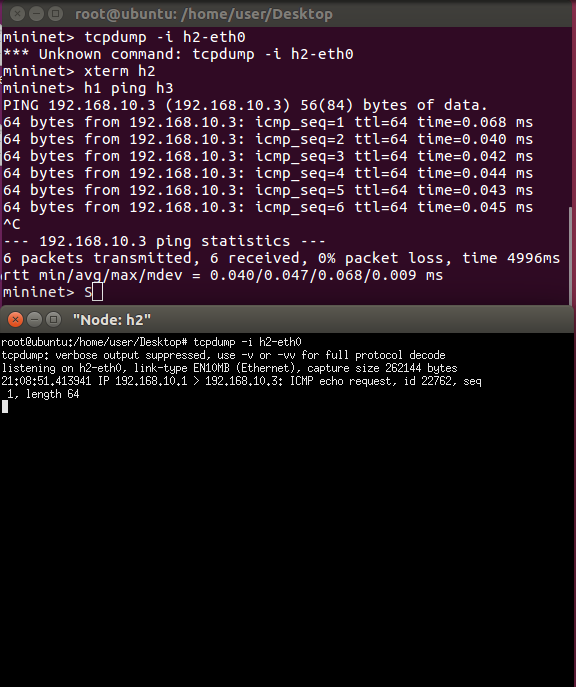 root@ubuntu: /home/user/Desktop
mininet> tcpdump -i h2-eth0
*** Unknown command: tcpdump -i h2-eth0
mininet> xterm h2
mininet> h1 ping h3
PING 192.168.10.3 (192.168.10.3) 56(84) bytes of data.
64 bytes from 192.168.10.3: icmp_seq=1 ttl=64 time=0.068 ms
64 bytes from 192.168.10.3: icmp_seq=2 ttl=64 time=0.040 ms
64 bytes from 192.168.10.3: icmp_seq=3 ttl=64 time=0.042 ms
64 bytes from 192.168.10.3: icmp_seq=4 ttl=64 time=0.044 ms
64 bytes from 192.168.10.3: icmp_seq=5 ttl=64 time=0.043 ms
64 bytes from 192.168.10.3: icmp_seq=6 ttl=64 time=0.045 ms
^C
--- 192.168.10.3 ping statistics ---
6 packets transmitted, 6 received, 0% packet loss, time 4996ms
rtt min/avg/max/mdev = 0.040/0.047/0.068/0.009 ms
mininet> S
"Node: h2"
root@ubuntu:/home/user/Desktop# tcpdump -i h2-eth0
tcpdump: verbose output suppressed, use -v or -vv for full protocol decode
listening on h2-eth0, link-type EN10MB (Ethernet), capture size 262144 bytes
21:08:51.413941 IP 192.168.10.1 > 192.168.10.3: ICMP echo request, id 22762, seq
 1, length 64